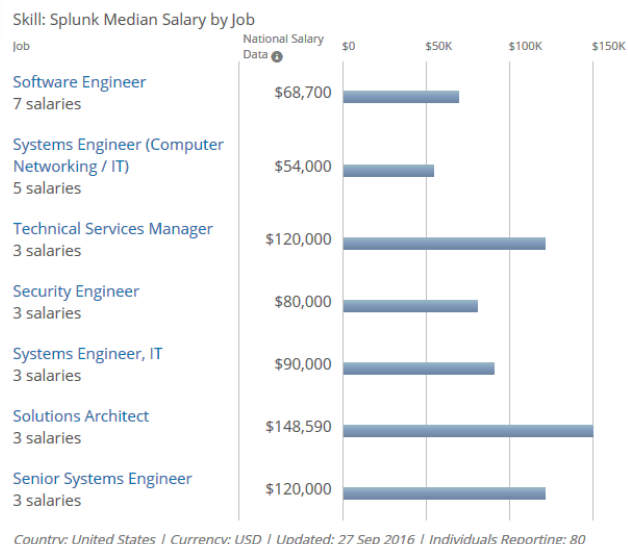 Skill: Splunk Median Salary by Job
Job
National Salary
Data
$0
$50K
$100K
$150K
Software Engineer
7 salaries
$68,700
Systems Engineer (Computer
Networking / IT)
5 salaries
$54,000
Technical Services Manager
3 salaries
$120,000
Security Engineer
3 salaries
$80,000
Systems Engineer, IT
3 salaries
$90,000
Solutions Architect
3 salaries
$148,590
Senior Systems Engineer
3 salaries
$120,000
Country: United States | Currency: USD | Updated: 27 Sep 2016 | Individuals Reporting: 80